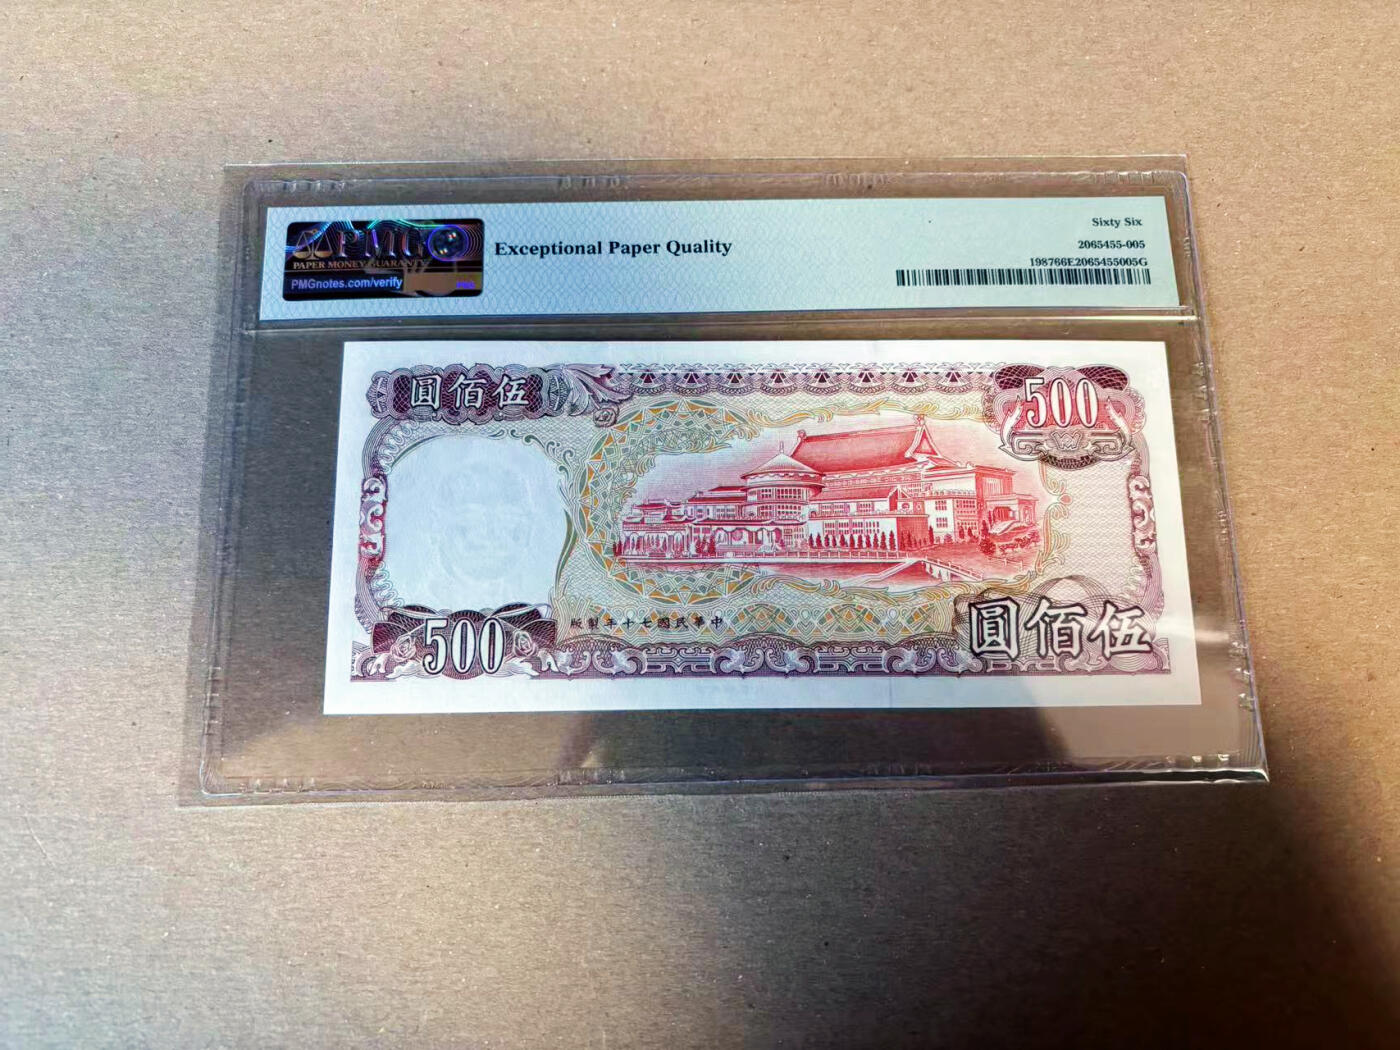 PMG
PAPER MONEY GUARANTY
PMGnotes.com/verify
Exceptional Paper Quality
Sixty Six
2065455-005
198766E2065455005G
圓佰伍
500
版製年十七國民華中
500
圓佰伍